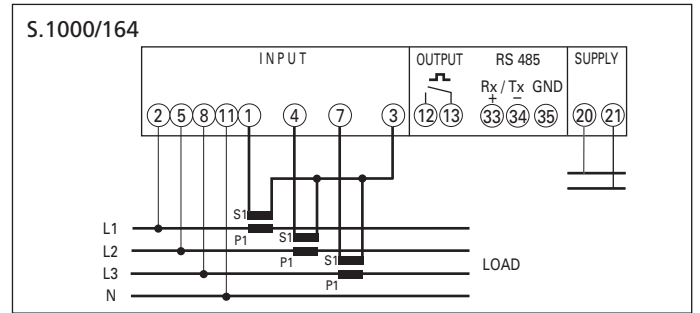 S.1000/164
INPUT OUTPUT RS 485 SUPPLY
Rx / Tx GND
+ −
2 5 8 11 1 4 7 3 12 13 33 34 35 20 21
S1
L1
P1 S1
L2
P1 S1
L3 LOAD
P1
N